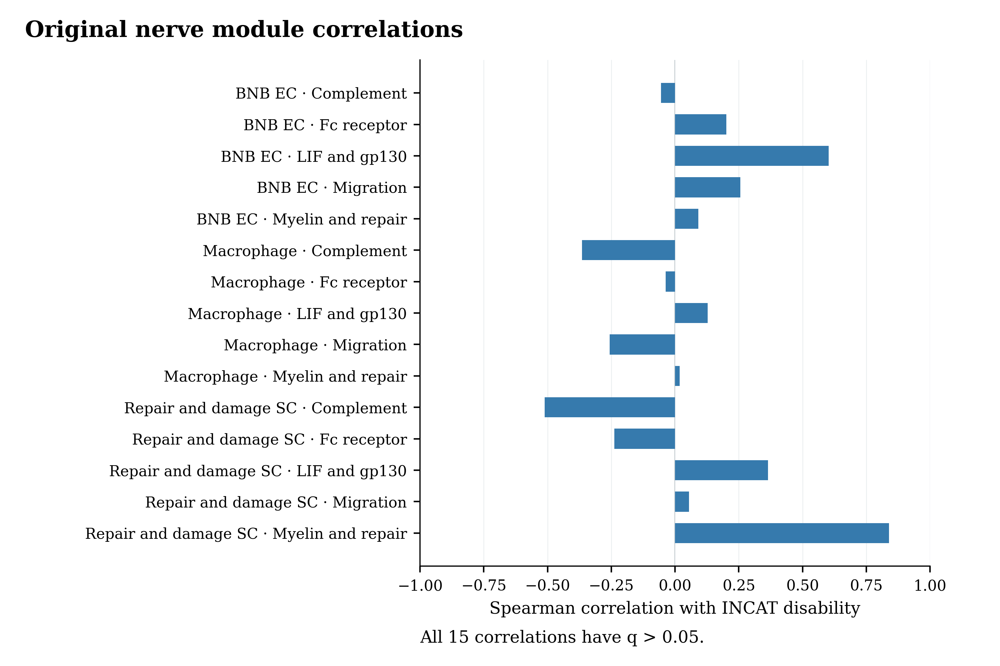 Original nerve module correlations
BNB EC · Complement
BNB EC · Fc receptor
BNB EC · LIF and gp130
BNB EC · Migration
BNB EC · Myelin and repair
Macrophage · Complement
Macrophage · Fc receptor
Macrophage · LIF and gp130
Macrophage · Migration
Macrophage · Myelin and repair
Repair and damage SC · Complement
Repair and damage SC · Fc receptor
Repair and damage SC · LIF and gp130
Repair and damage SC · Migration
Repair and damage SC · Myelin and repair
−1.00 −0.75 −0.50 −0.25 0.00 0.25 0.50 0.75 1.00
Spearman correlation with INCAT disability
All 15 correlations have q > 0.05.